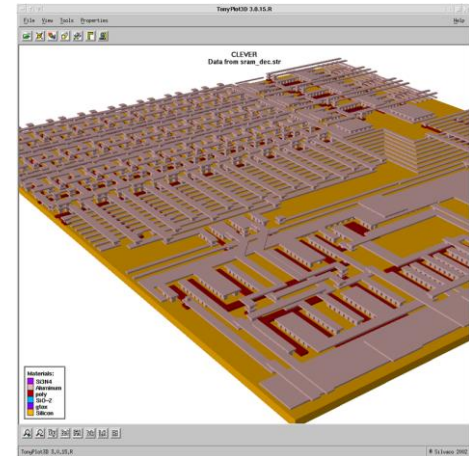 TonyPlot3D 3.0.15.R
File View Tools Properties Help
CLEVER
Data from sram_dec.str
Materials:
Si3N4
Aluminum
poly
SiO~2
gfox
Silicon
TonyPlot3D 3.0.15.R © Silvaco 2002